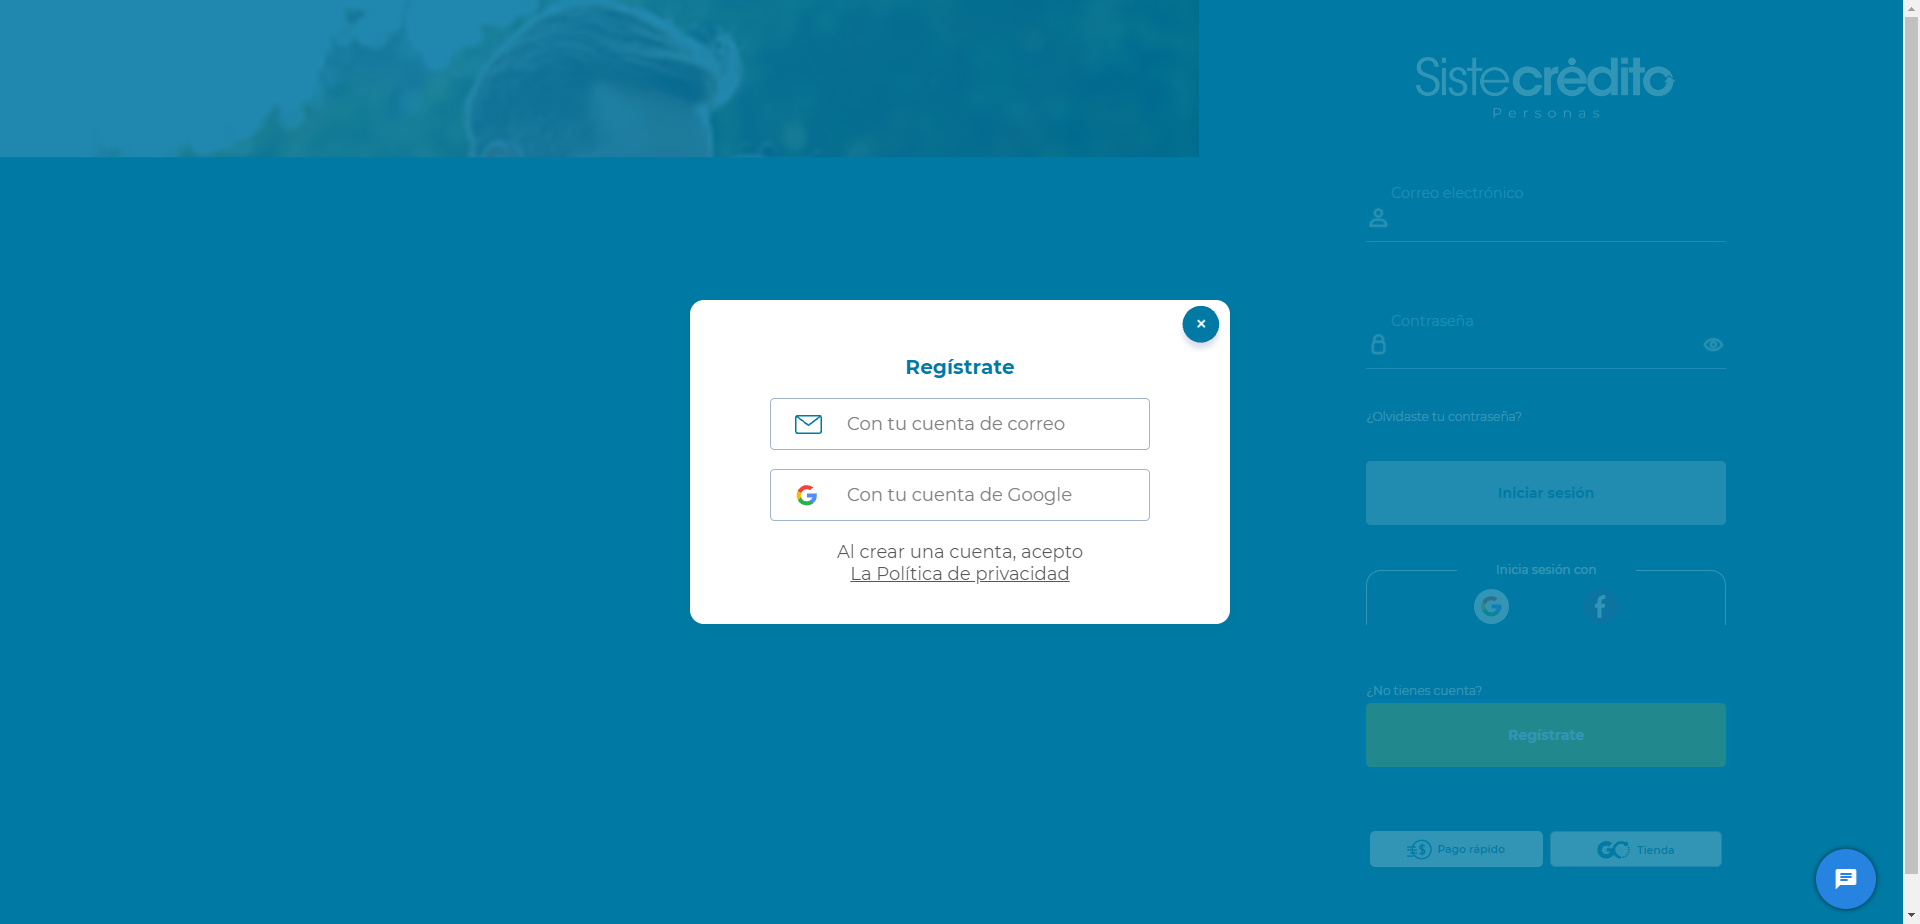 Sistecrédito
Personas
Correo electrónico
Contraseña
¿Olvidaste tu contraseña?
Iniciar sesión
Inicia sesión con
¿No tienes cuenta?
Regístrate
Pago rápido
GO Tienda
×
Regístrate
Con tu cuenta de correo
Con tu cuenta de Google
Al crear una cuenta, acepto
La Política de privacidad